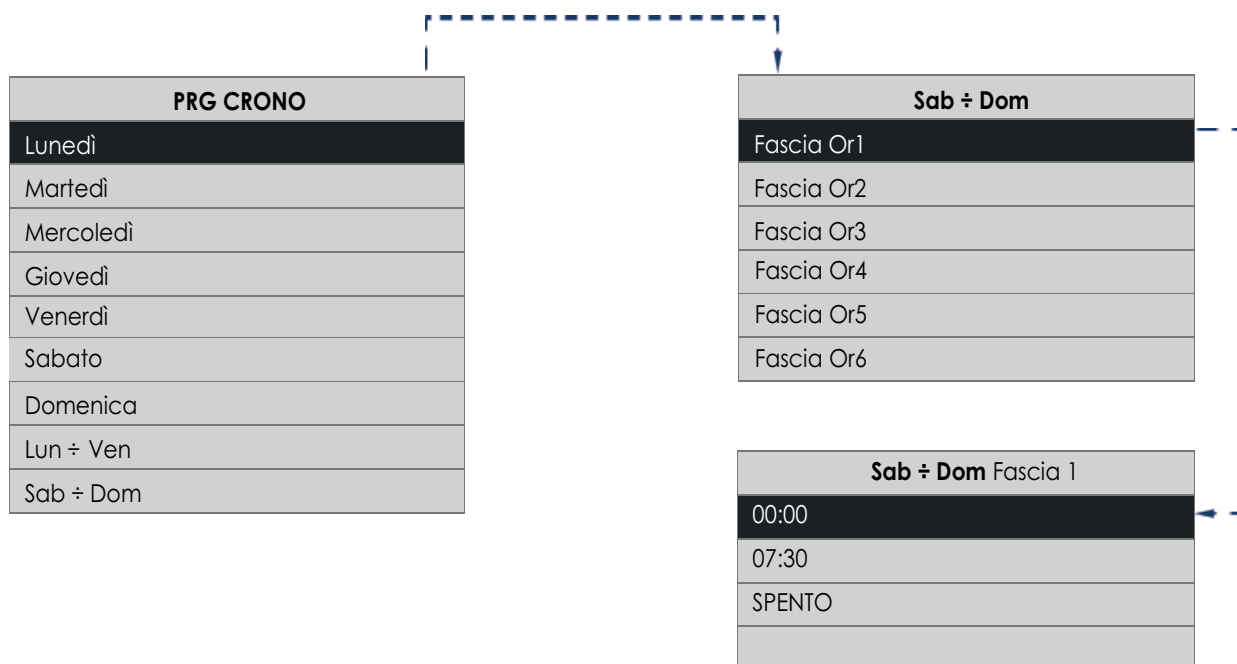 PRG CRONO
Lunedì
Martedì
Mercoledì
Giovedì
Venerdì
Sabato
Domenica
Lun ÷ Ven
Sab ÷ Dom
Sab ÷ Dom
Fascia Or1
Fascia Or2
Fascia Or3
Fascia Or4
Fascia Or5
Fascia Or6
Sab ÷ Dom Fascia 1
00:00
07:30
SPENTO